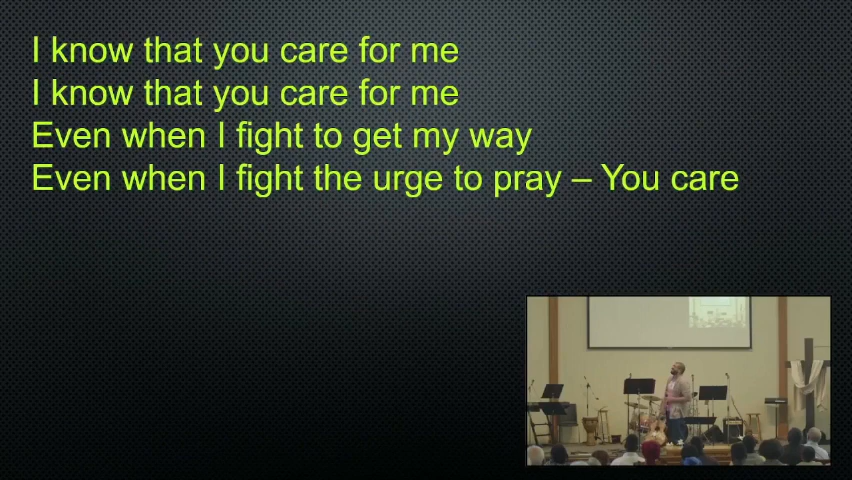 I know that you care for me
I know that you care for me
Even when I fight to get my way
Even when I fight the urge to pray – You care